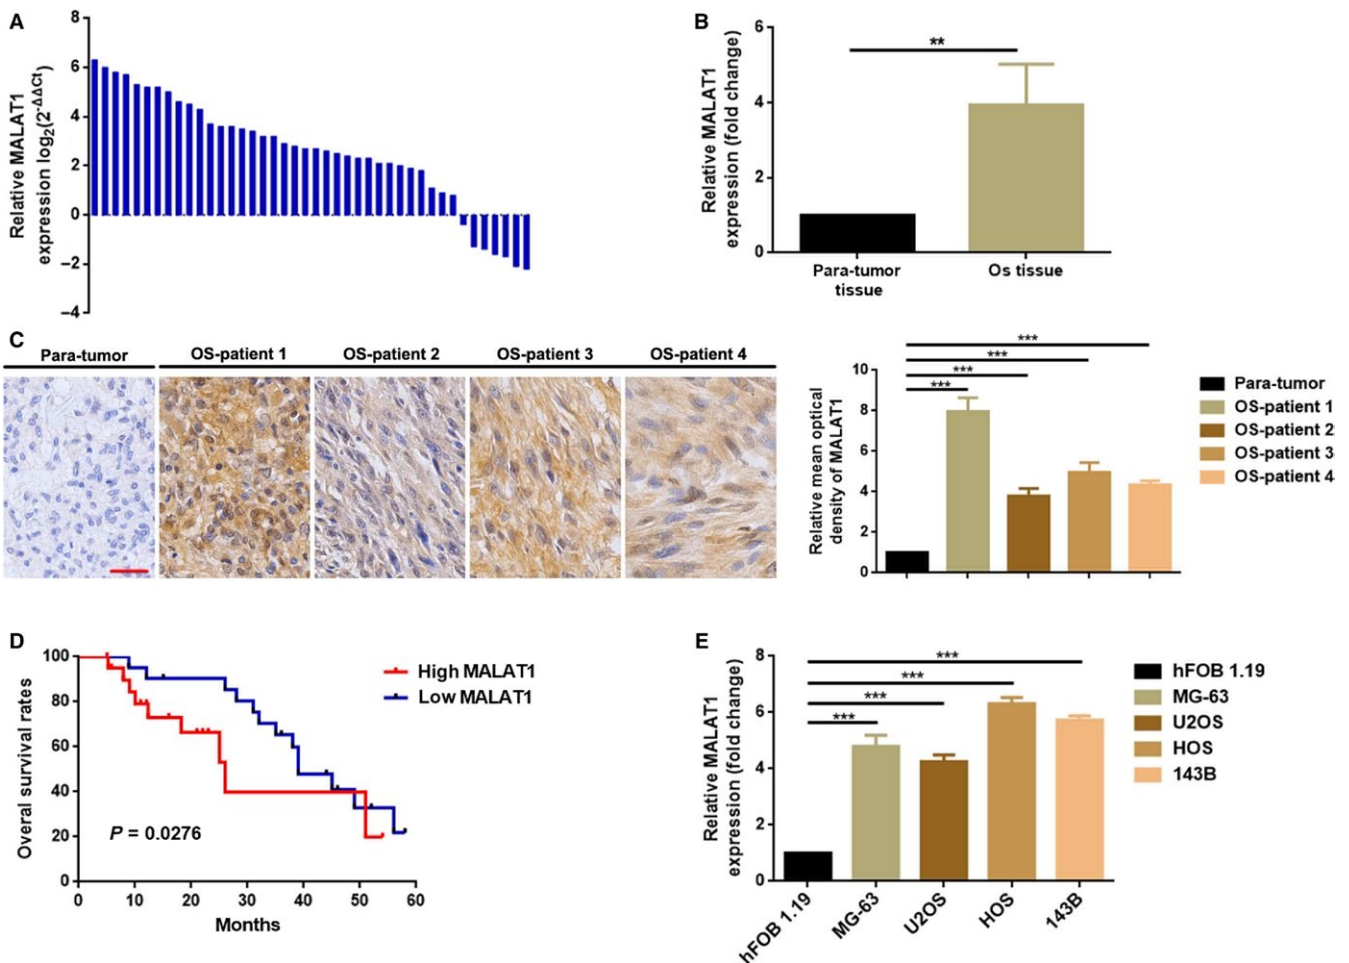 A
Relative MALAT1
expression log2(2-ΔΔCt)
8
6
4
2
0
−2
−4
B
Relative MALAT1
expression (fold change)
6
4
2
0
**
Para-tumor
tissue
Os tissue
C
Para-tumor
OS-patient 1
OS-patient 2
OS-patient 3
OS-patient 4
Relative mean optical
density of MALAT1
10
8
6
4
2
0
***
***
***
***
Para-tumor
OS-patient 1
OS-patient 2
OS-patient 3
OS-patient 4
D
Overal survival rates
100
80
60
40
20
0
P = 0.0276
High MALAT1
Low MALAT1
0 10 20 30 40 50 60
Months
E
Relative MALAT1
expression (fold change)
8
6
4
2
0
***
***
***
***
hFOB 1.19
MG-63
U2OS
HOS
143B
hFOB 1.19
MG-63
U2OS
HOS
143B